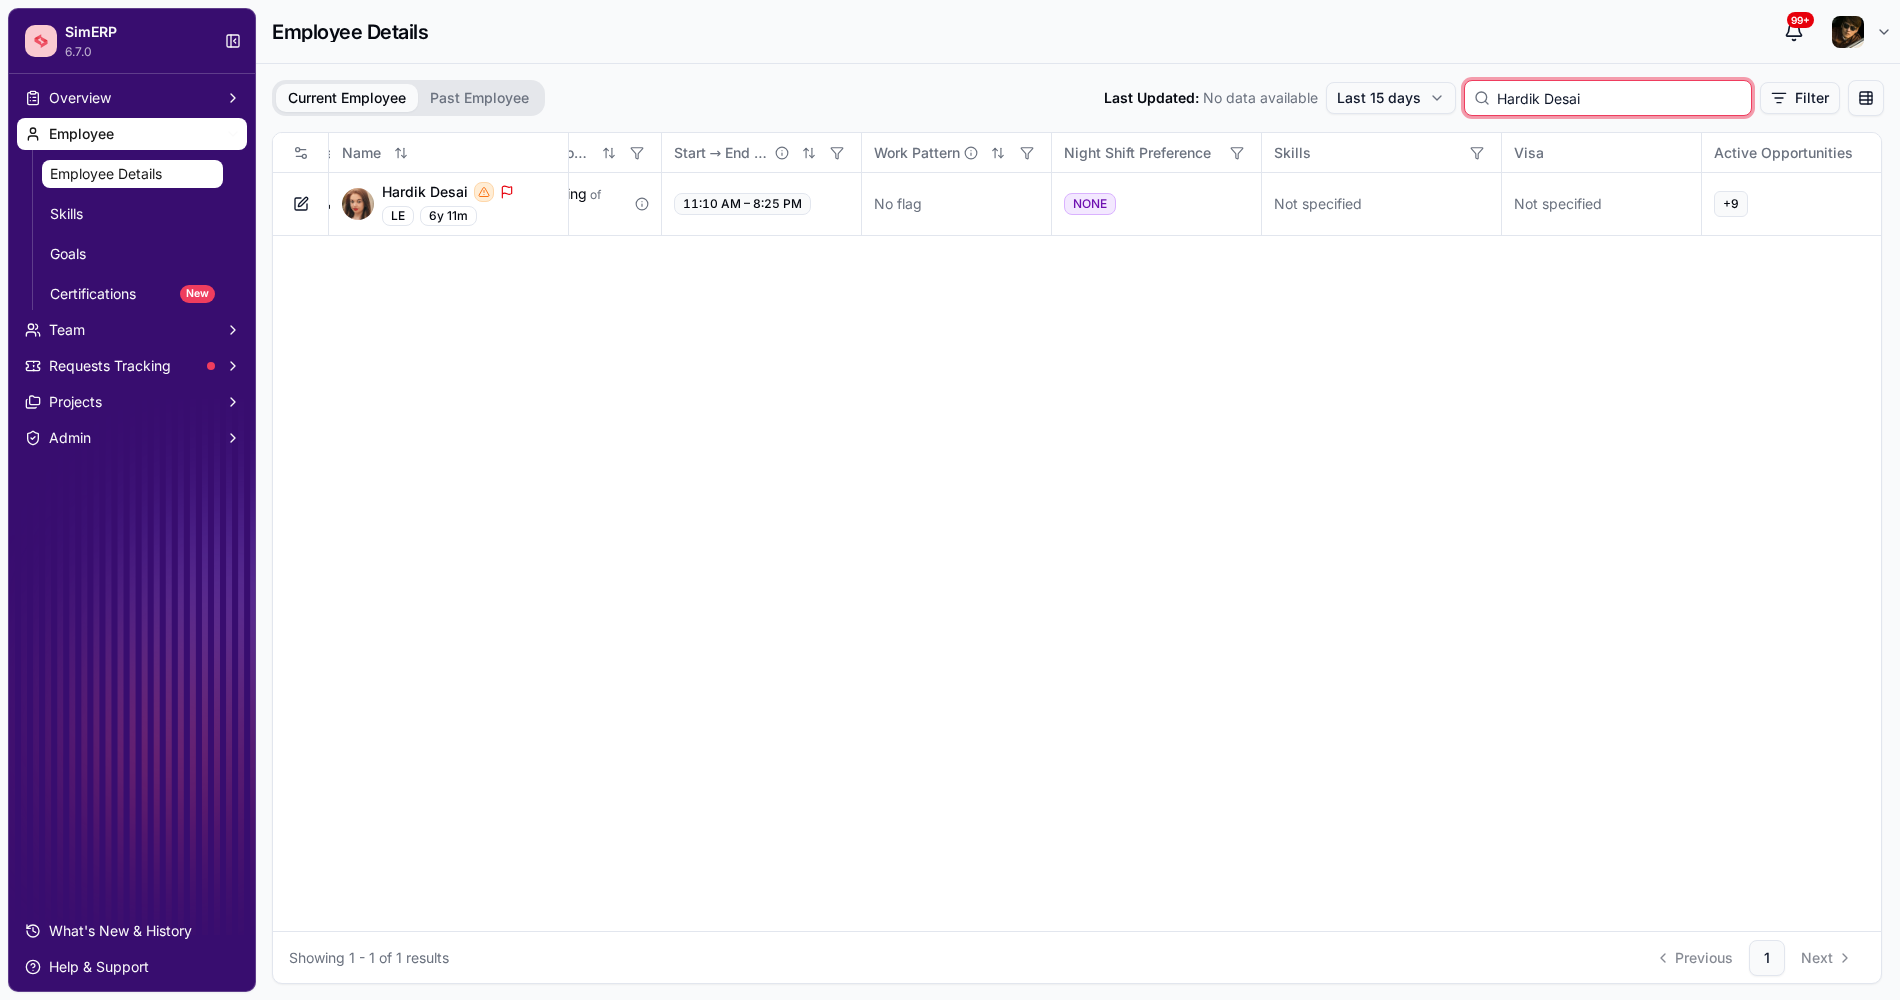 SimERP
6.7.0
Overview
Employee
Employee Details
Skills
Goals
Certifications New
Team
Requests Tracking
Projects
Admin
What's New & History
Help & Support
Employee Details
99+
Current Employee Past Employee
Last Updated: No data available Last 15 days Hardik Desai Filter
Name Start → End ... Work Pattern Night Shift Preference Skills Visa Active Opportunities
Hardik Desai
LE 6y 11m
ing of
11:10 AM – 8:25 PM No flag NONE Not specified Not specified +9
Showing 1 - 1 of 1 results Previous 1 Next